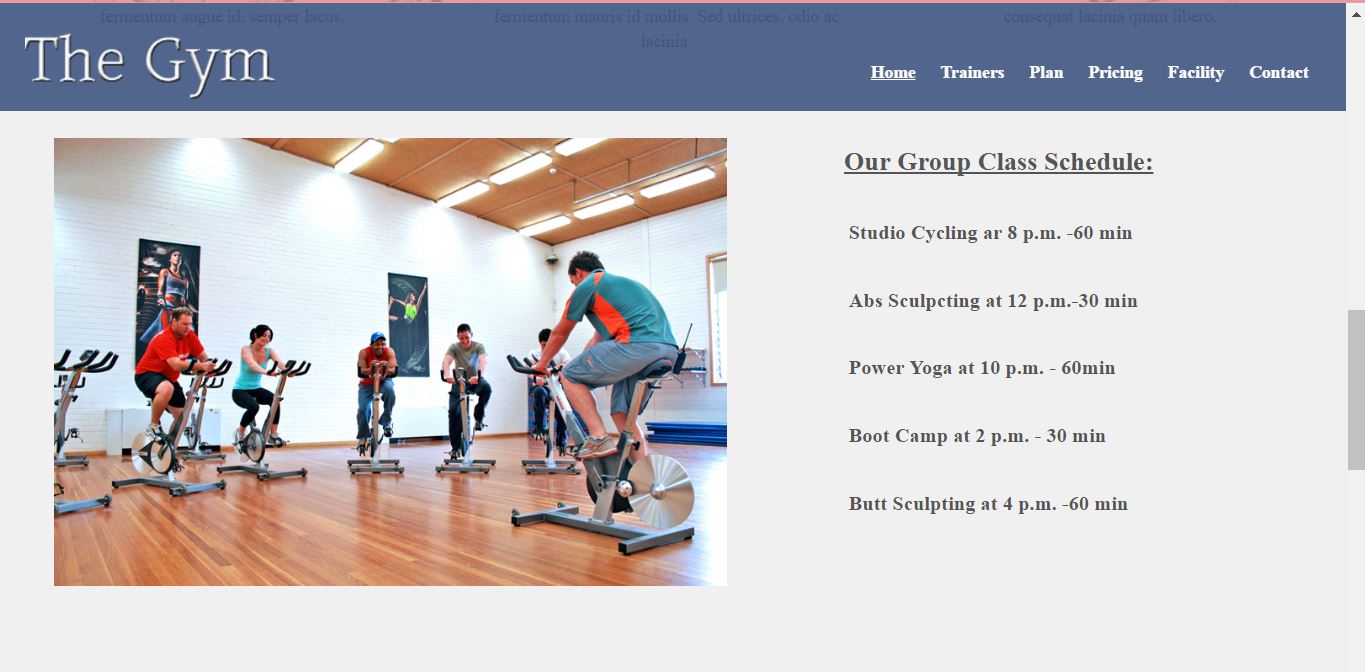 fermentum augue id, semper lacus.
fermentum mauris id mollis. Sed ultrices, odio ac
lacinia.
consequat lacinia quam libero.
The Gym
Home Trainers Plan Pricing Facility Contact
Our Group Class Schedule:
Studio Cycling ar 8 p.m. -60 min
Abs Sculpcting at 12 p.m.-30 min
Power Yoga at 10 p.m. - 60min
Boot Camp at 2 p.m. - 30 min
Butt Sculpting at 4 p.m. -60 min